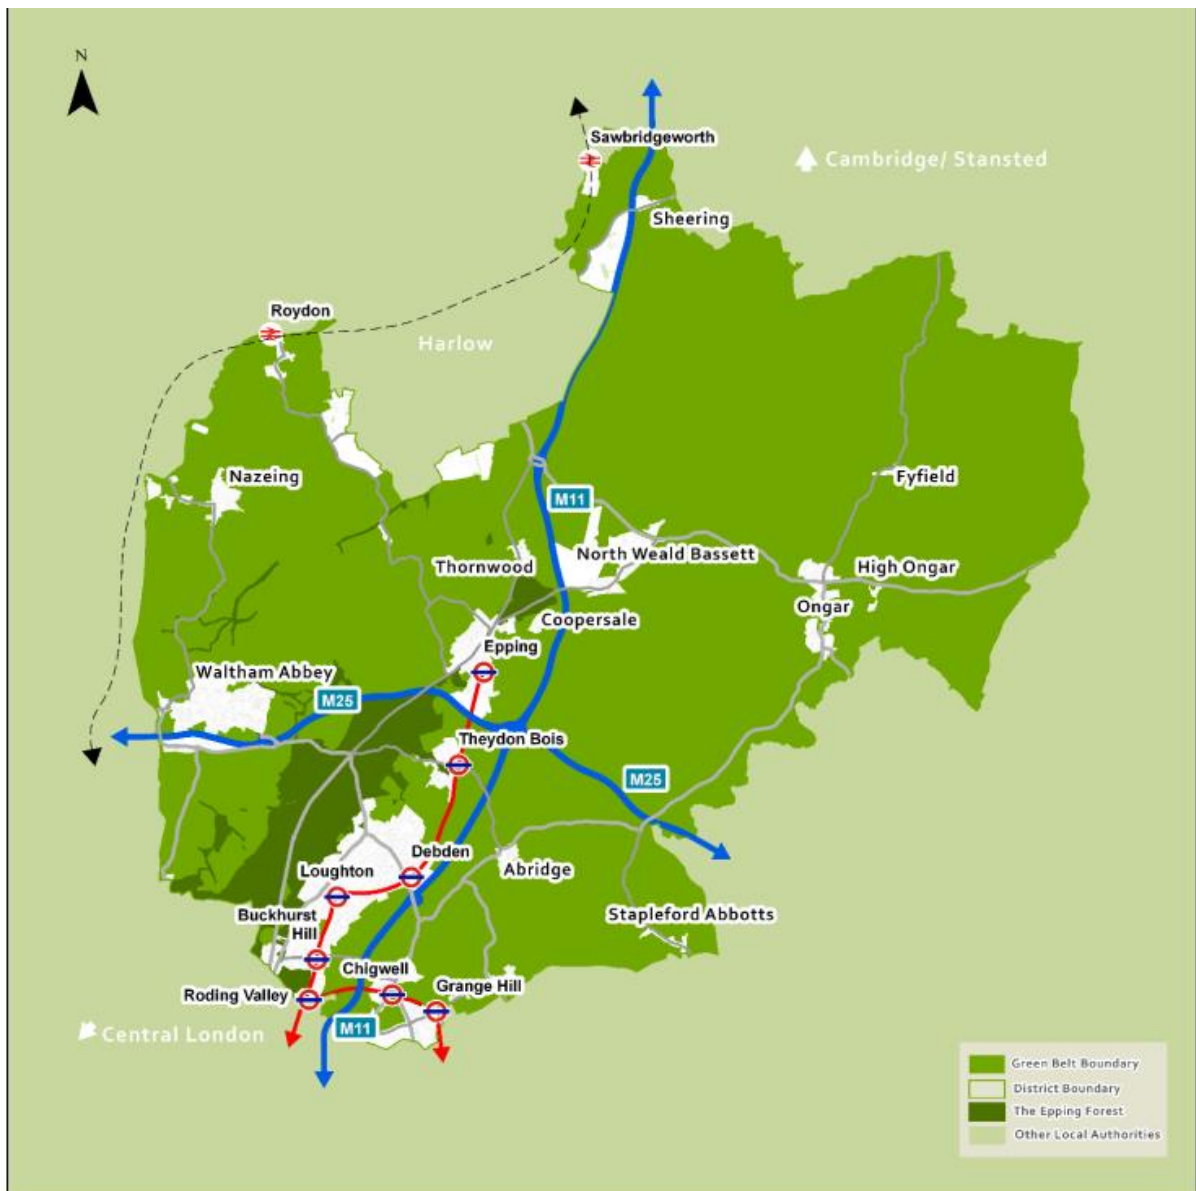 N
Sawbridgeworth
Cambridge/ Stansted
Sheering
Roydon
Harlow
Nazeing
Fyfield
M11
North Weald Bassett
Thornwood
High Ongar
Ongar
Coopersale
Epping
Waltham Abbey
M25
Theydon Bois
M25
Debden
Loughton
Abridge
Buckhurst
Hill
Stapleford Abbotts
Chigwell
Grange Hill
Roding Valley
M11
Central London
Green Belt Boundary
District Boundary
The Epping Forest
Other Local Authorities